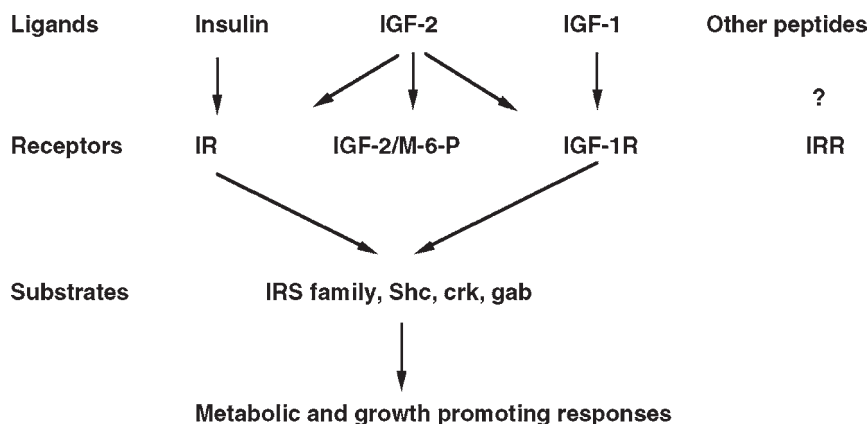 Ligands Insulin IGF-2 IGF-1 Other peptides
?
Receptors IR IGF-2/M-6-P IGF-1R IRR
Substrates IRS family, Shc, crk, gab
Metabolic and growth promoting responses